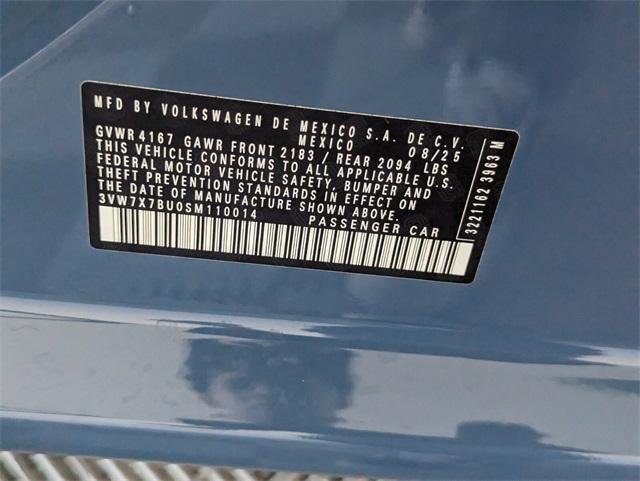 MFD BY VOLKSWAGEN DE MEXICO S.A. DE C.V.
MEXICO 08/25
GVWR 4167 GAWR FRONT 2183 / REAR 2094 LBS
THIS VEHICLE CONFORMS TO ALL APPLICABLE U.S.
FEDERAL MOTOR VEHICLE SAFETY, BUMPER AND
THEFT PREVENTION STANDARDS IN EFFECT ON
THE DATE OF MANUFACTURE SHOWN ABOVE.
3VW7X7BU0SM110014 PASSENGER CAR
3221162 3963 M